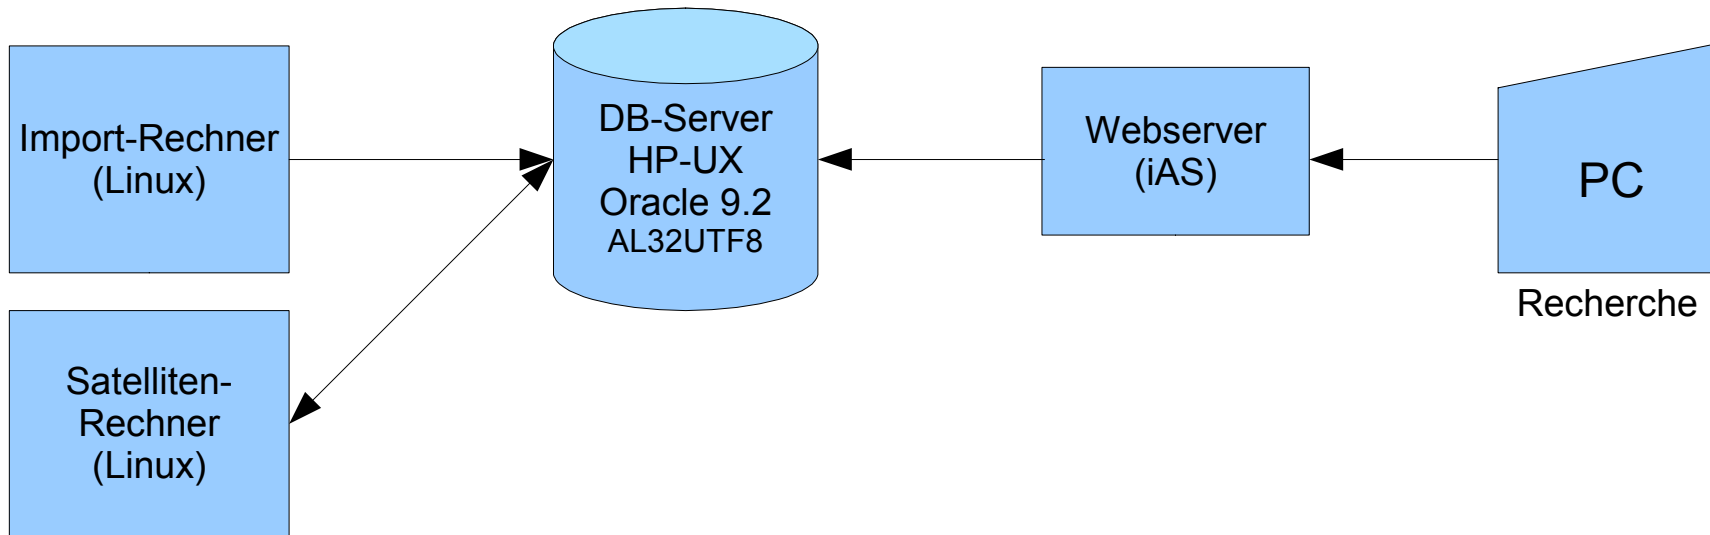 Import-Rechner
(Linux)
Satelliten-
Rechner
(Linux)
DB-Server
HP-UX
Oracle 9.2
AL32UTF8
Webserver
(iAS)
PC
Recherche